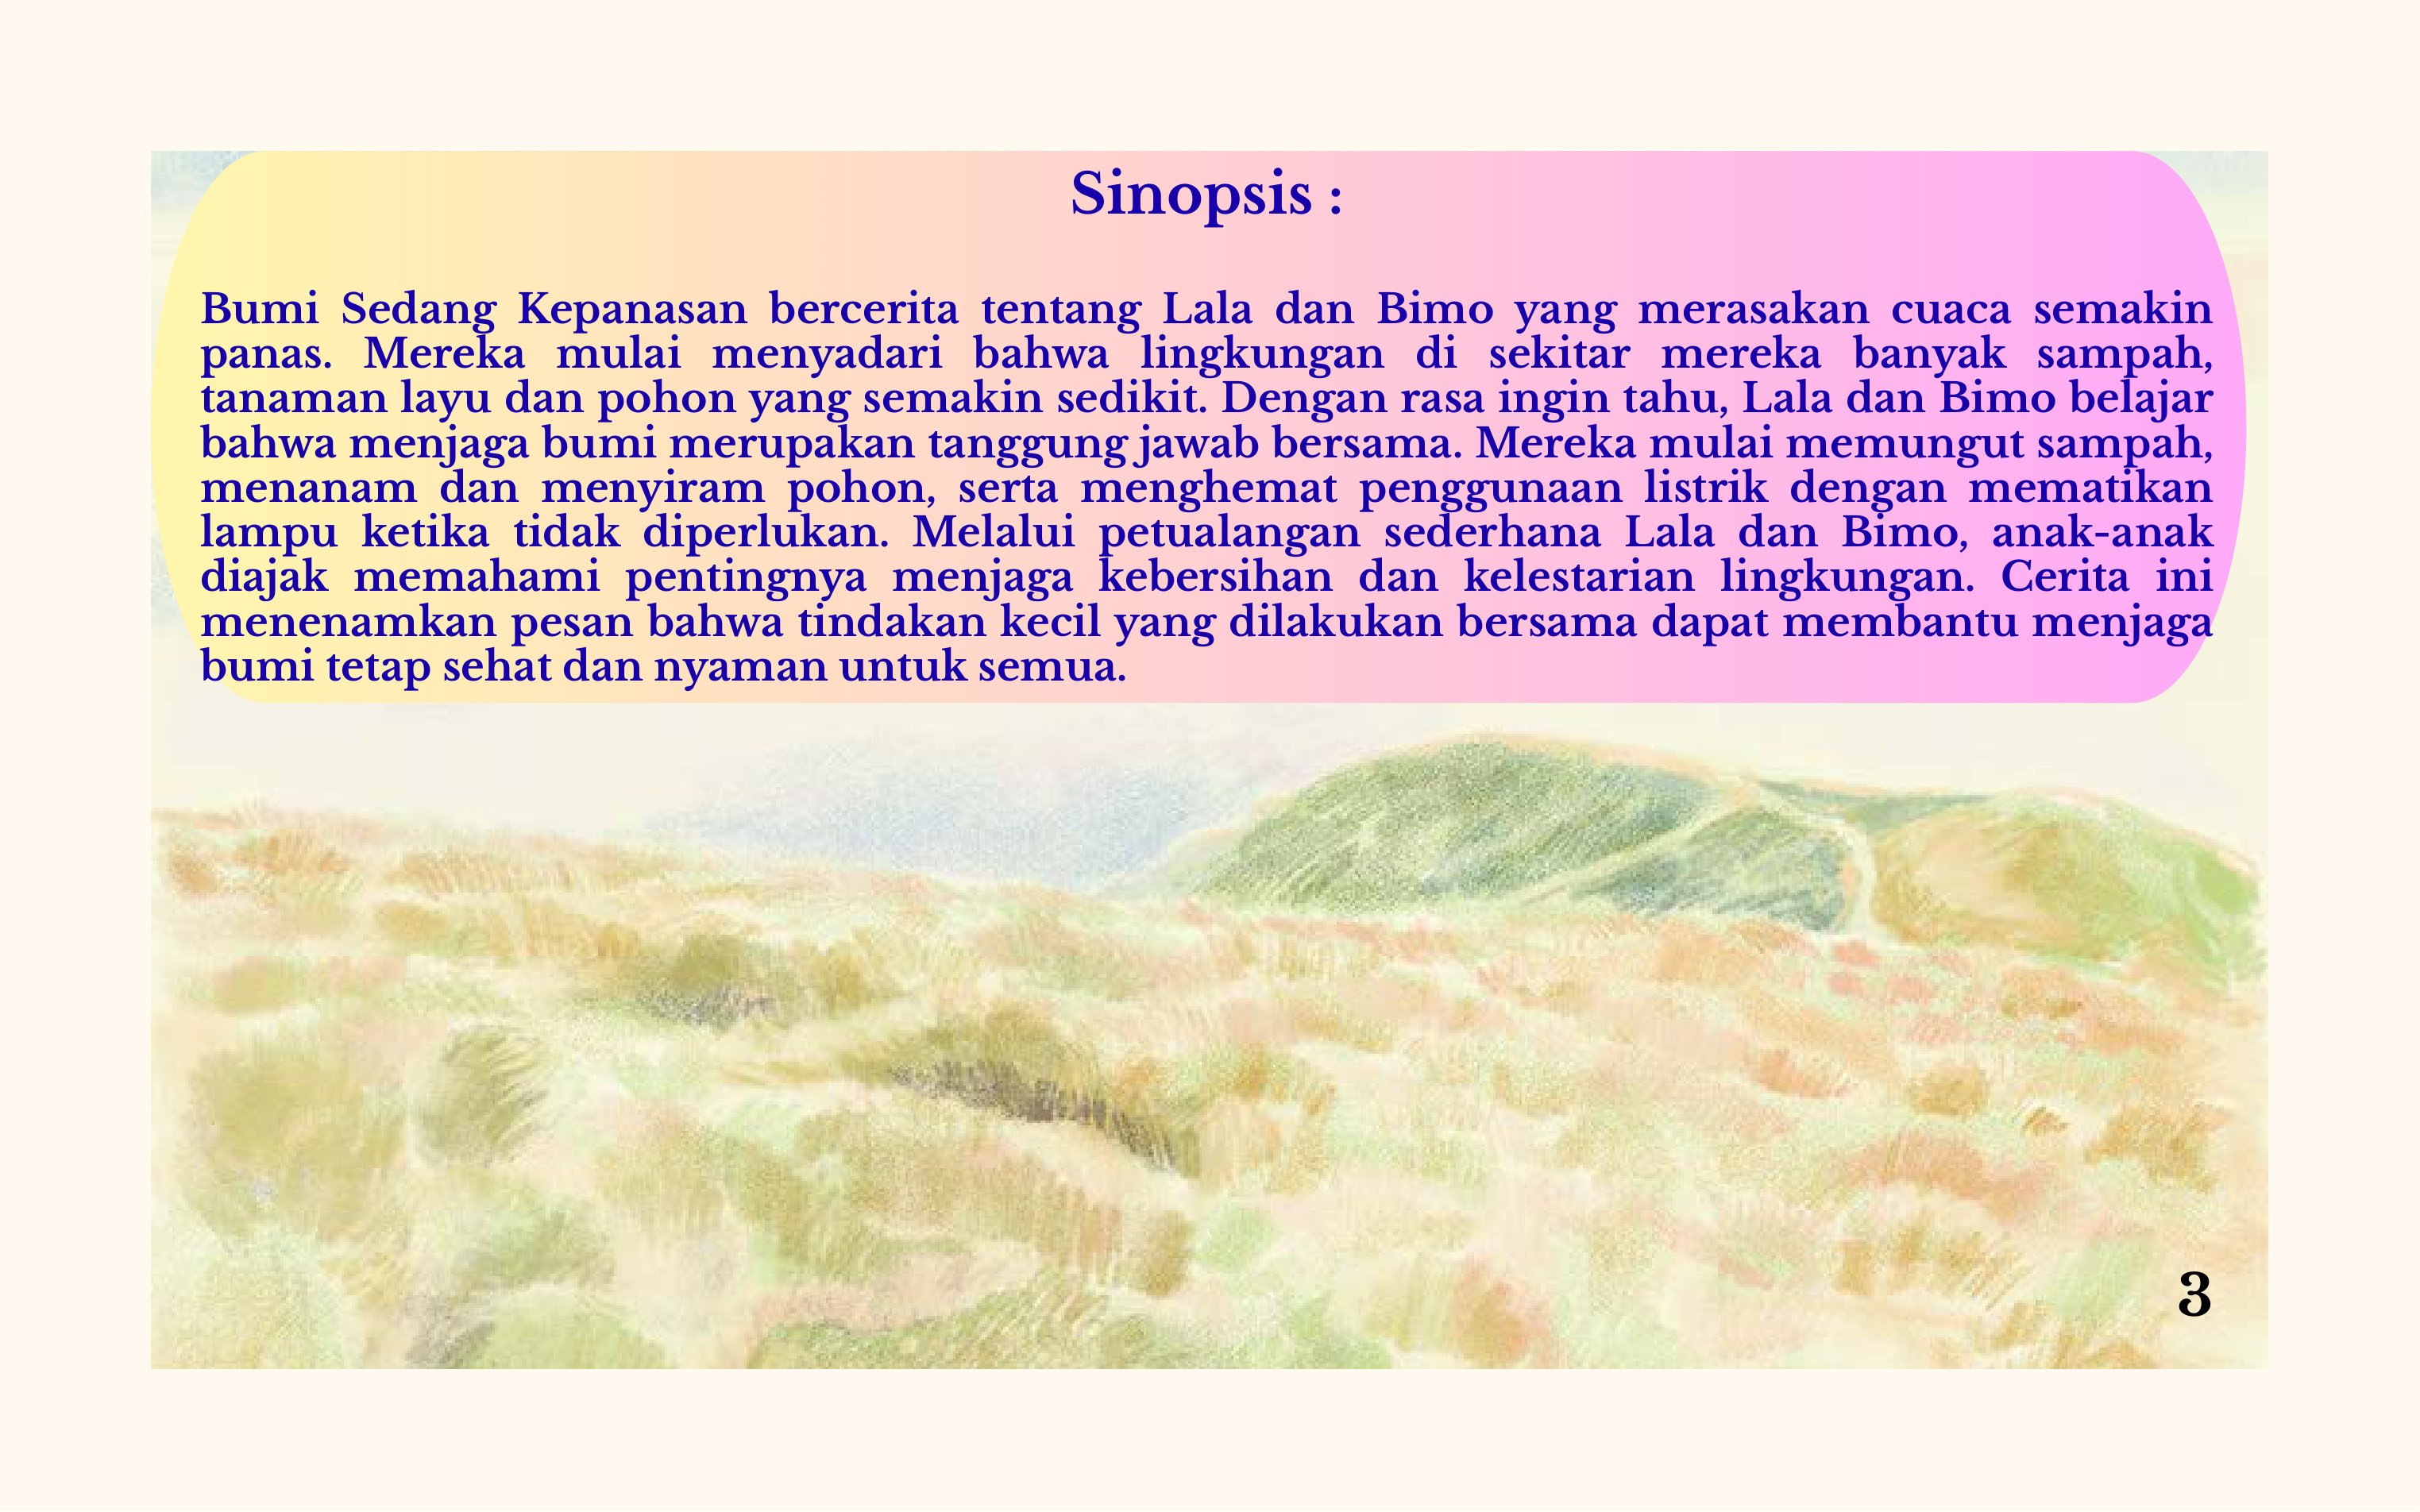 Sinopsis :
Bumi Sedang Kepanasan bercerita tentang Lala dan Bimo yang merasakan cuaca semakin
panas. Mereka mulai menyadari bahwa lingkungan di sekitar mereka banyak sampah,
tanaman layu dan pohon yang semakin sedikit. Dengan rasa ingin tahu, Lala dan Bimo belajar
bahwa menjaga bumi merupakan tanggung jawab bersama. Mereka mulai memungut sampah,
menanam dan menyiram pohon, serta menghemat penggunaan listrik dengan mematikan
lampu ketika tidak diperlukan. Melalui petualangan sederhana Lala dan Bimo, anak-anak
diajak memahami pentingnya menjaga kebersihan dan kelestarian lingkungan. Cerita ini
menenamkan pesan bahwa tindakan kecil yang dilakukan bersama dapat membantu menjaga
bumi tetap sehat dan nyaman untuk semua.
3